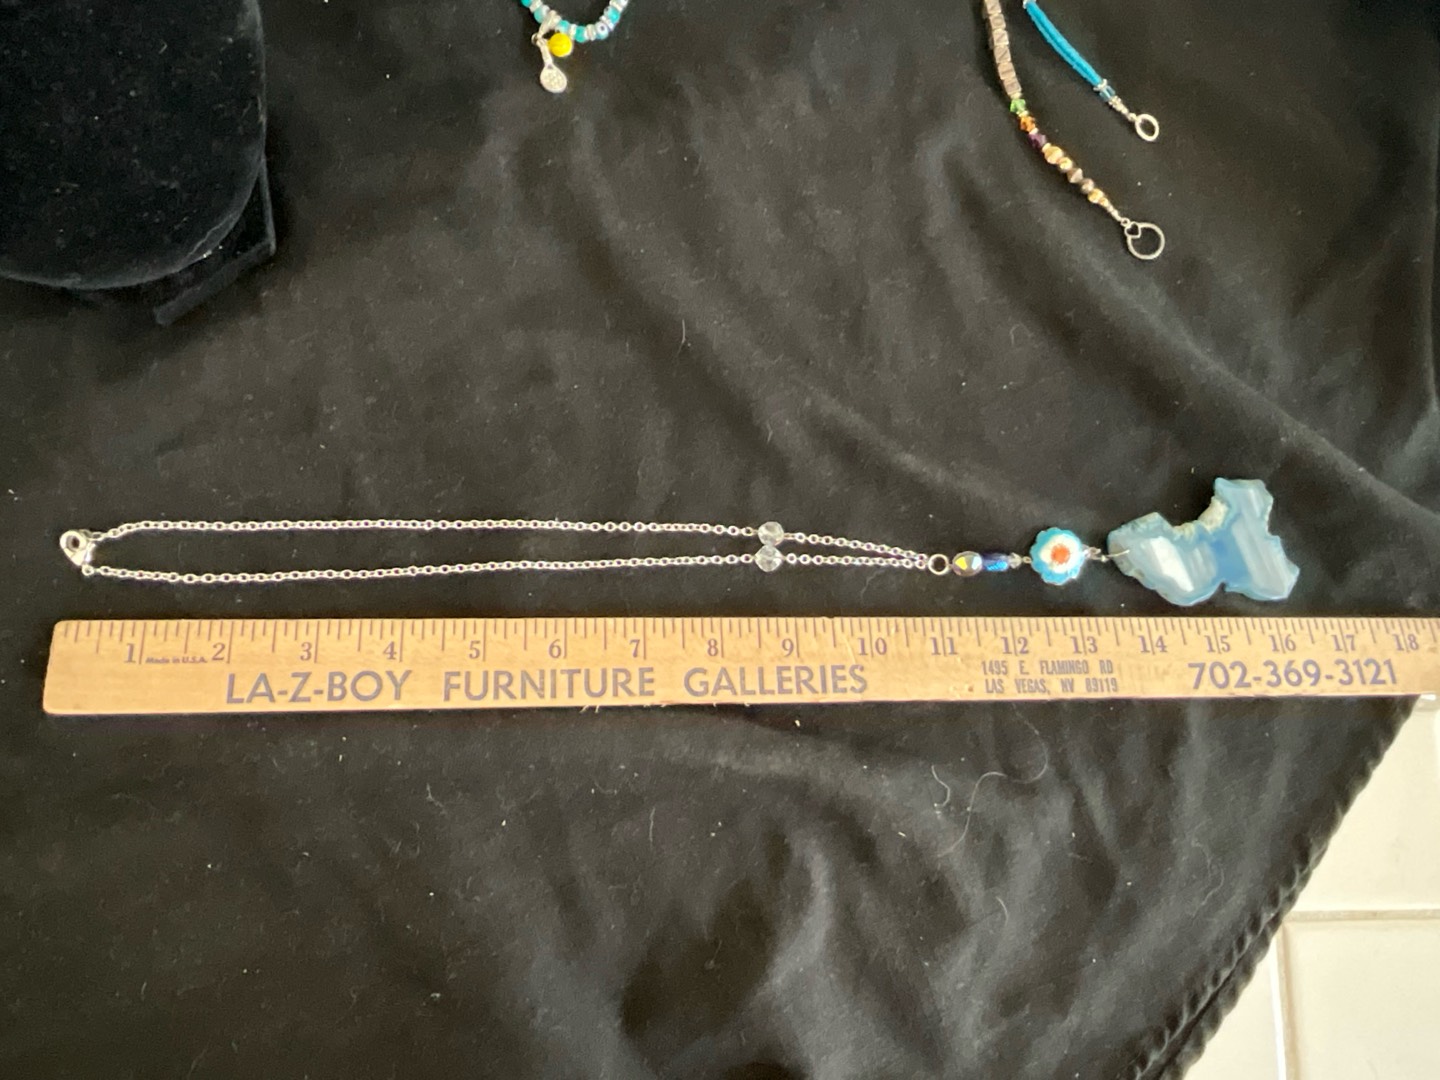 1 2 3 4 5 6 7 8 9 10 11 12 13 14 15 16 17 18
Made in U.S.A.
LA-Z-BOY FURNITURE GALLERIES
1495 E. FLAMINGO RD
LAS VEGAS, NV 89119
702-369-3121